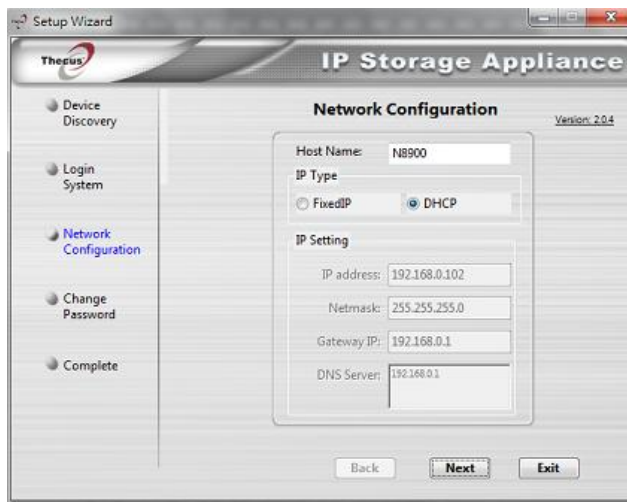 Setup Wizard
Thecus
IP Storage Appliance
Device
Discovery
Login
System
Network
Configuration
Change
Password
Complete
Network Configuration
Version: 2.0.4
Host Name: N8900
IP Type
FixedIP DHCP
IP Setting
IP address: 192.168.0.102
Netmask: 255.255.255.0
Gateway IP: 192.168.0.1
DNS Server: 192.168.0.1
Back Next Exit